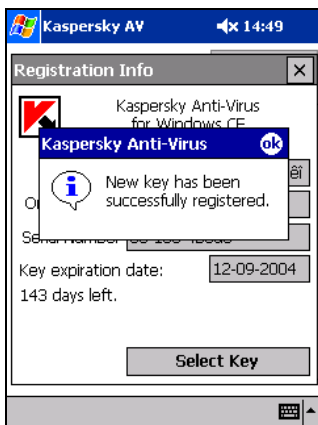 Kaspersky AV 14:49
Registration Info
Kaspersky Anti-Virus
for Windows CE
Kaspersky Anti-Virus ok
New key has been
successfully registered.
Key expiration date: 12-09-2004
143 days left.
Select Key